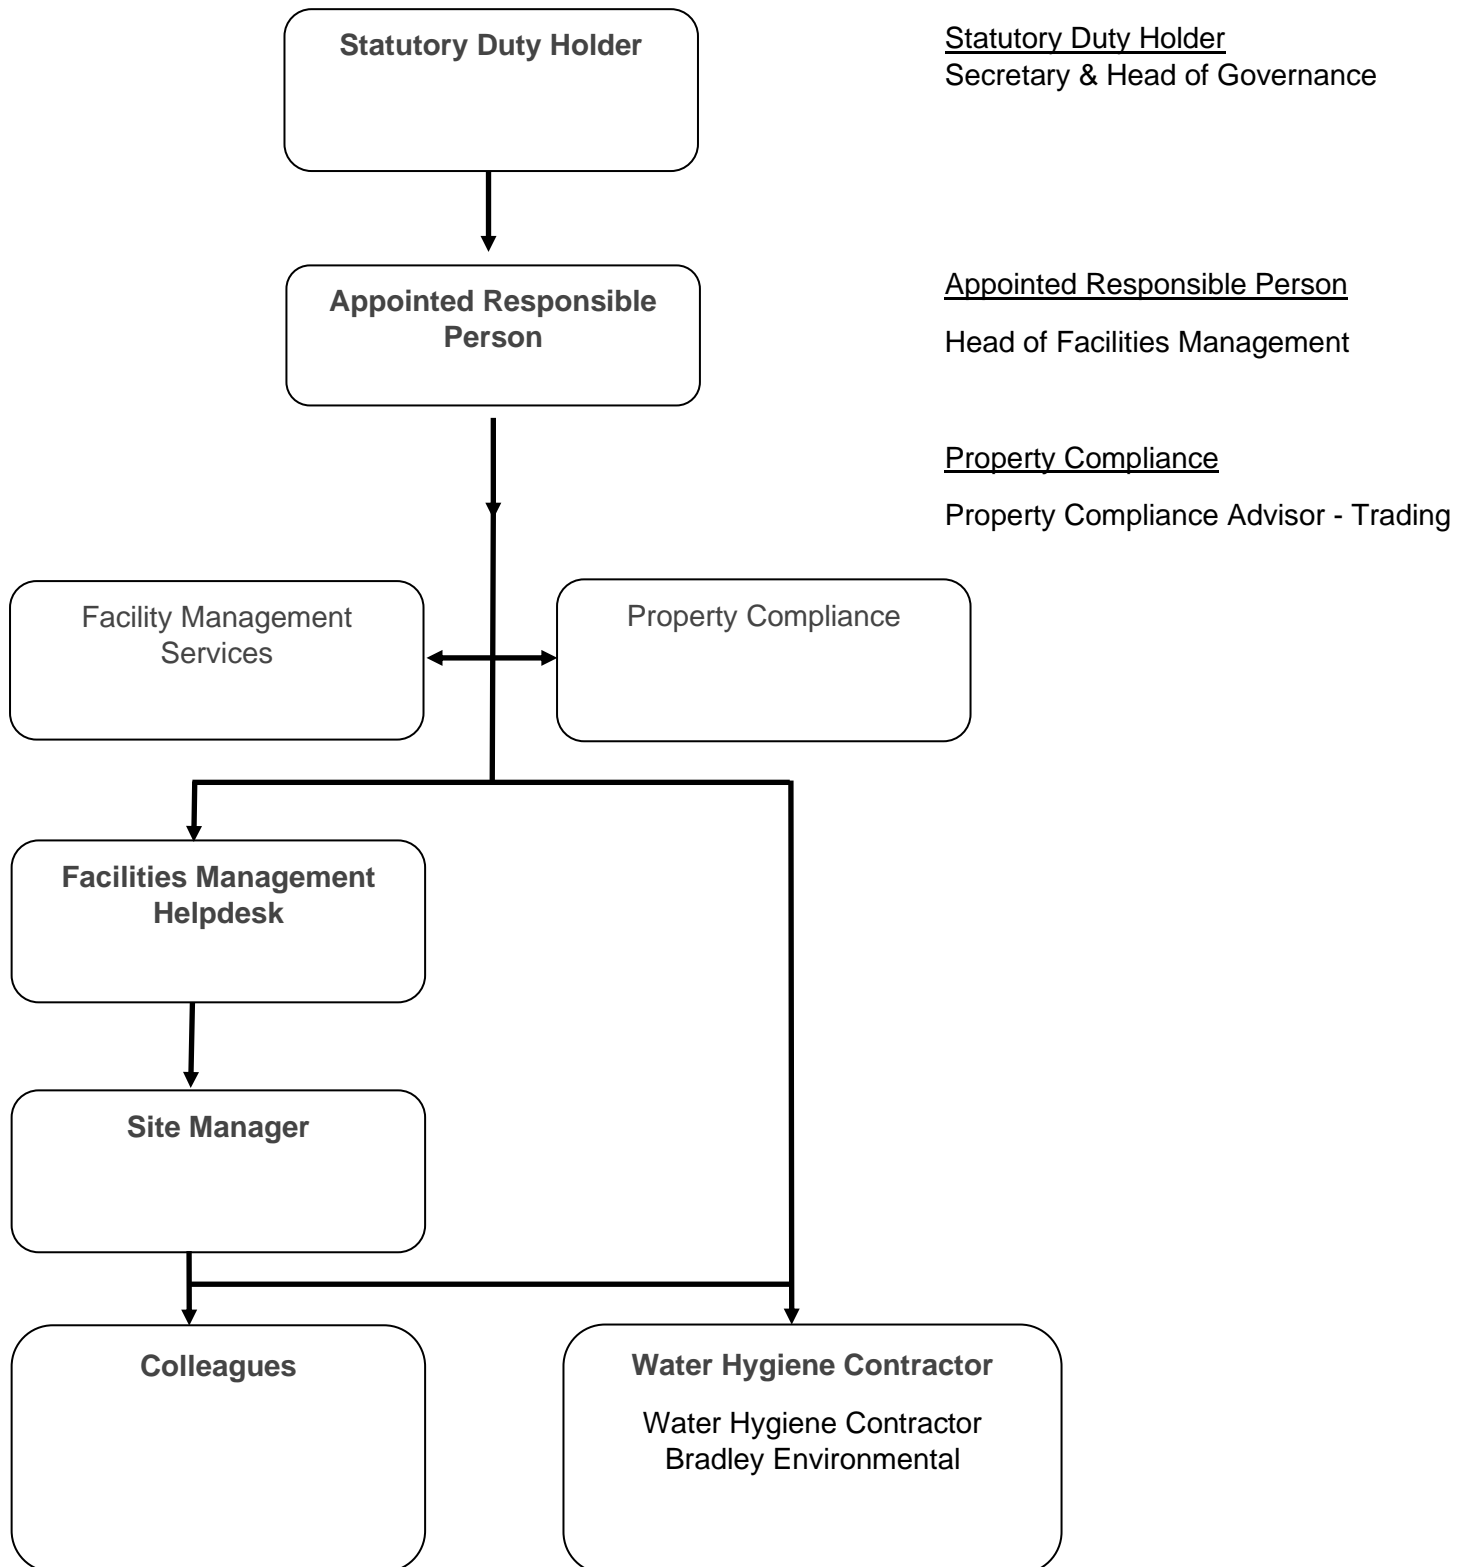 Statutory Duty Holder
Statutory Duty Holder
Secretary & Head of Governance
Appointed Responsible
Person
Appointed Responsible Person
Head of Facilities Management
Property Compliance
Property Compliance Advisor - Trading
Facility Management
Services
Property Compliance
Facilities Management
Helpdesk
Site Manager
Colleagues
Water Hygiene Contractor
Water Hygiene Contractor
Bradley Environmental